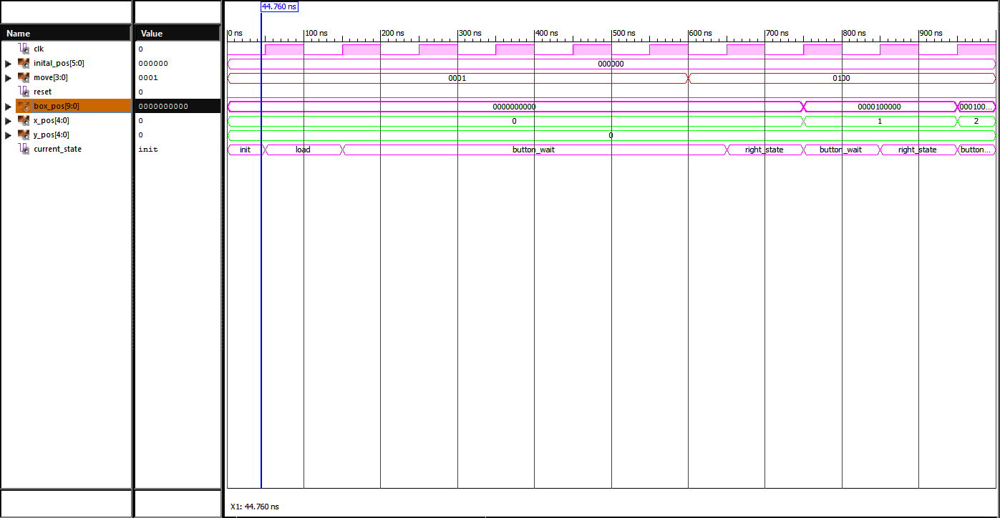 44.760 ns
Name Value 0 ns 100 ns 200 ns 300 ns 400 ns 500 ns 600 ns 700 ns 800 ns 900 ns
clk 0
inital_pos[5:0] 000000 000000
move[3:0] 0001 0001 0100
reset 0
box_pos[9:0] 0000000000 0000000000 0000100000 000100...
x_pos[4:0] 0 0 1 2
y_pos[4:0] 0 0
current_state init init load button_wait right_state button_wait right_state button...
X1: 44.760 ns